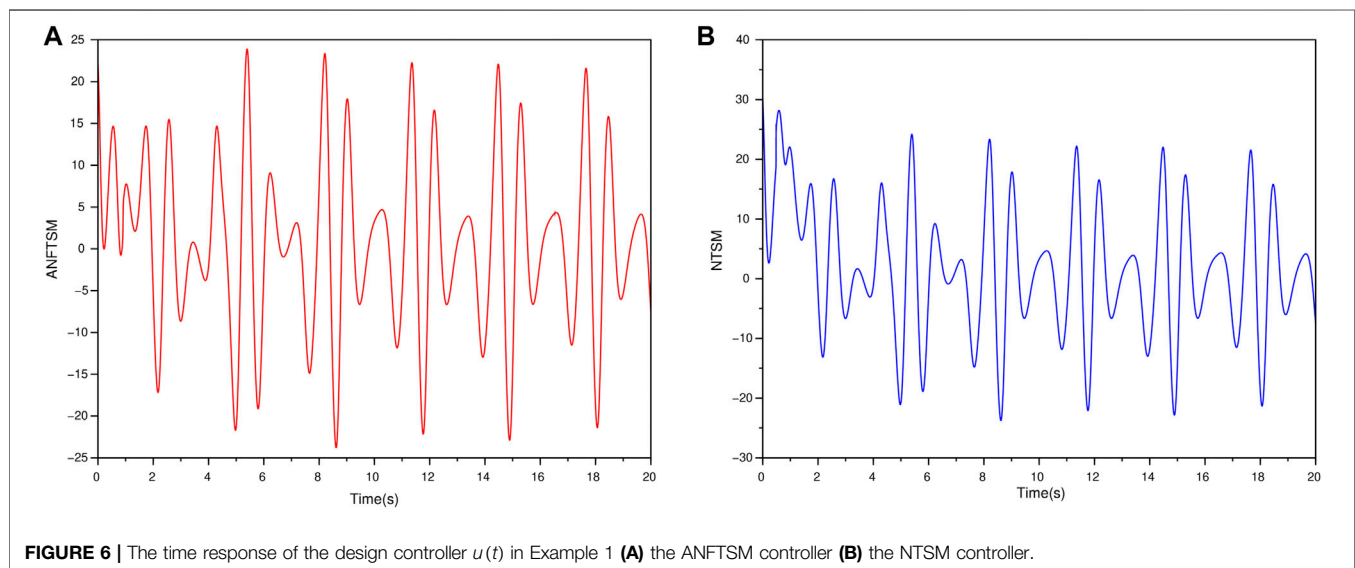 A
25
20
15
10
5
0
−5
−10
−15
−20
−25
ANFTSM
0 2 4 6 8 10 12 14 16 18 20
Time(s)
B
40
30
20
10
0
−10
−20
−30
NTSM
0 2 4 6 8 10 12 14 16 18 20
Time(s)
FIGURE 6 | The time response of the design controller u(t) in Example 1 (A) the ANFTSM controller (B) the NTSM controller.